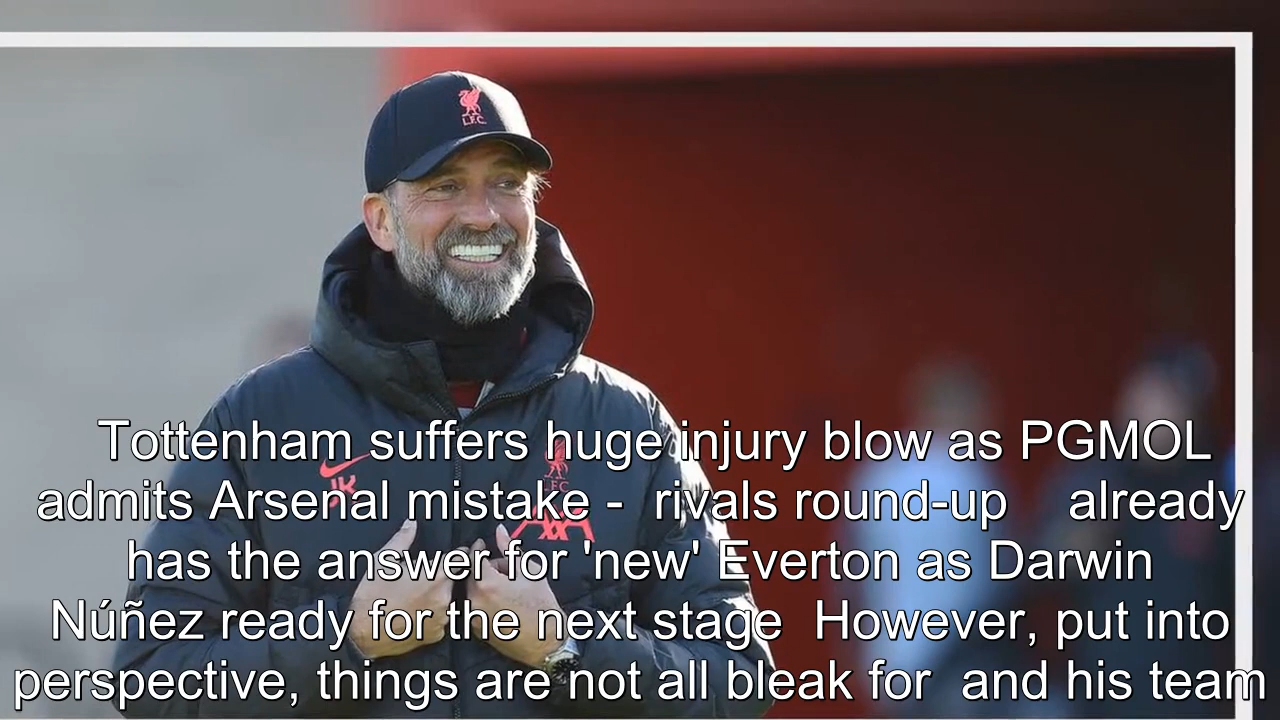 L.F.C.
JK
AXA
Tottenham suffers huge injury blow as PGMOL
admits Arsenal mistake -  rivals round-up    already
has the answer for 'new' Everton as Darwin
Núñez ready for the next stage  However, put into
perspective, things are not all bleak for  and his team